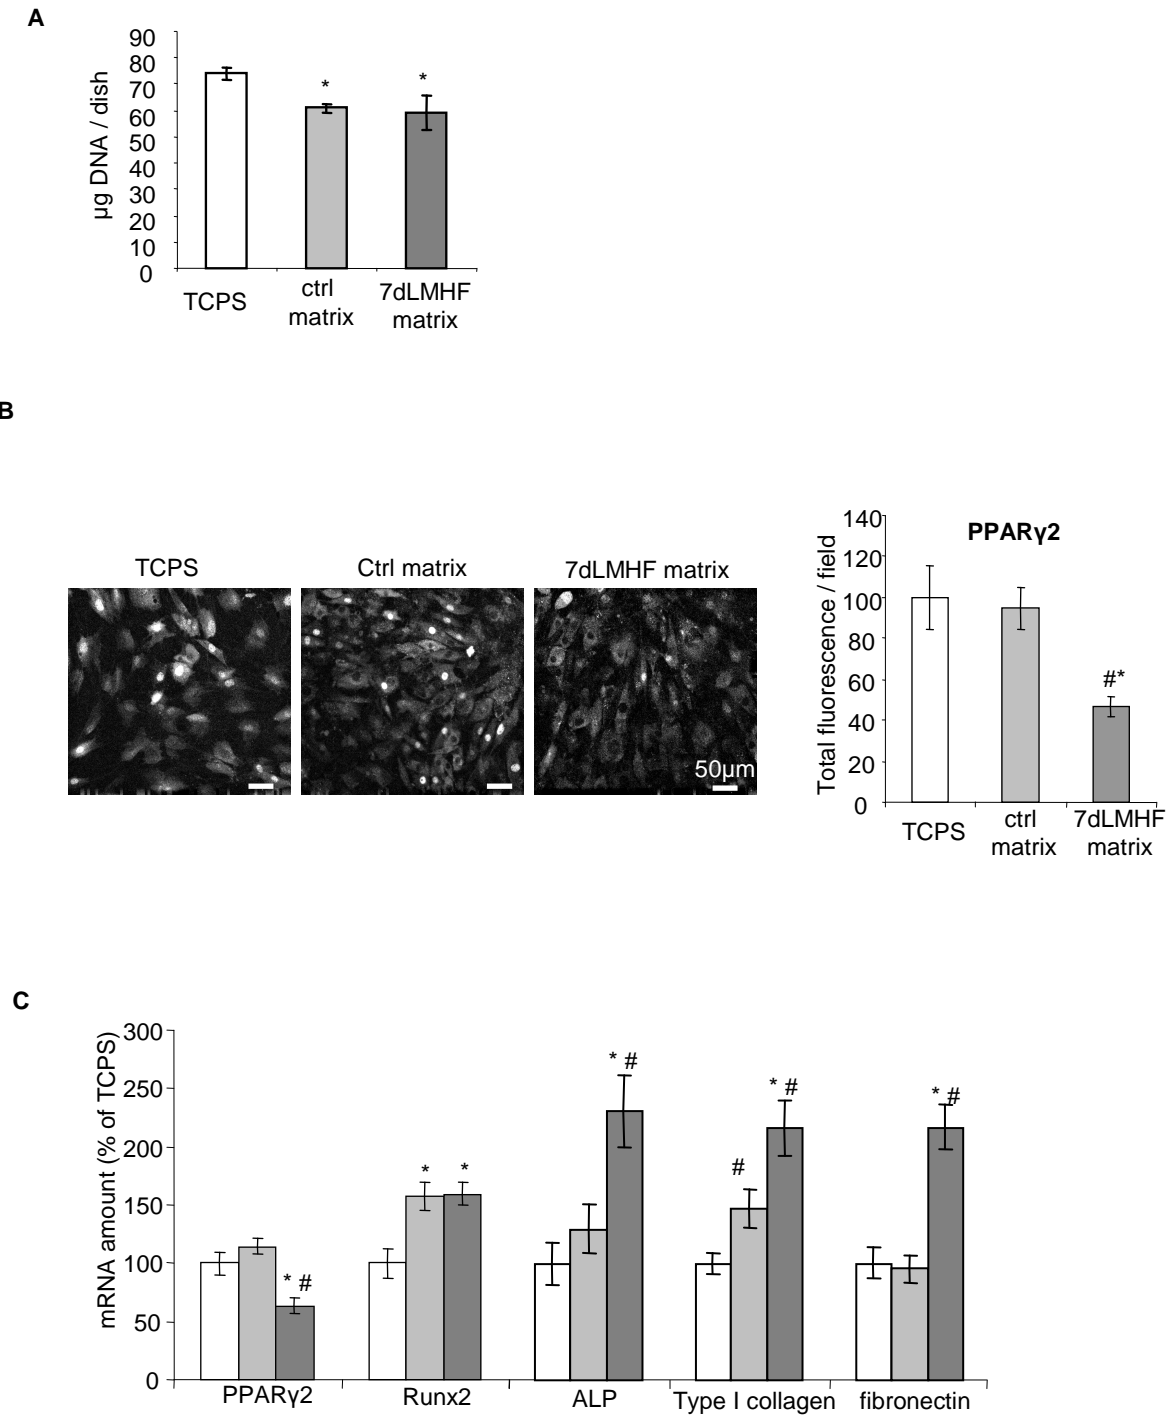 A
90
80
70
60
50
40
30
20
10
0
µg DNA / dish
*
*
TCPS
ctrl
matrix
7dLMHF
matrix
B
TCPS
Ctrl matrix
7dLMHF matrix
50µm
PPARγ2
Total fluorescence / field
140
120
100
80
60
40
20
0
#*
TCPS
ctrl
matrix
7dLMHF
matrix
C
mRNA amount (% of TCPS)
300
250
200
150
100
50
0
* #
*
*
* #
#
* #
* #
PPARγ2
Runx2
ALP
Type I collagen
fibronectin